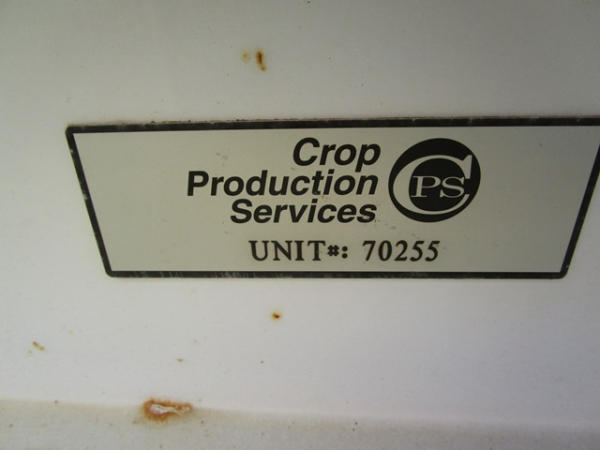 Crop
Production
Services
CPS.
UNIT#: 70255